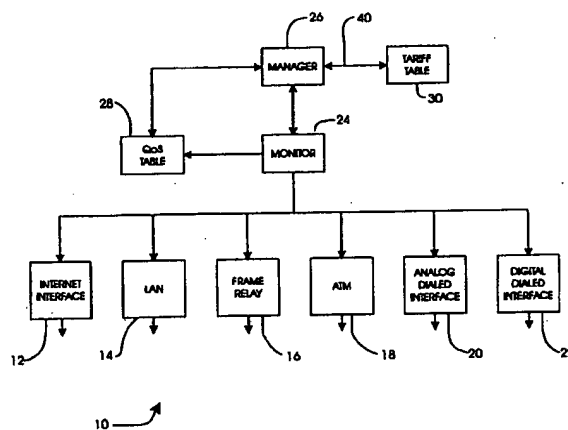 26
40
MANAGER
TARIFF
TABLE
30
28
24
QoS
TABLE
MONITOR
INTERNET
INTERFACE
LAN
FRAME
RELAY
ATM
ANALOG
DIALED
INTERFACE
DIGITAL
DIALED
INTERFACE
12
14
16
18
20
2
10